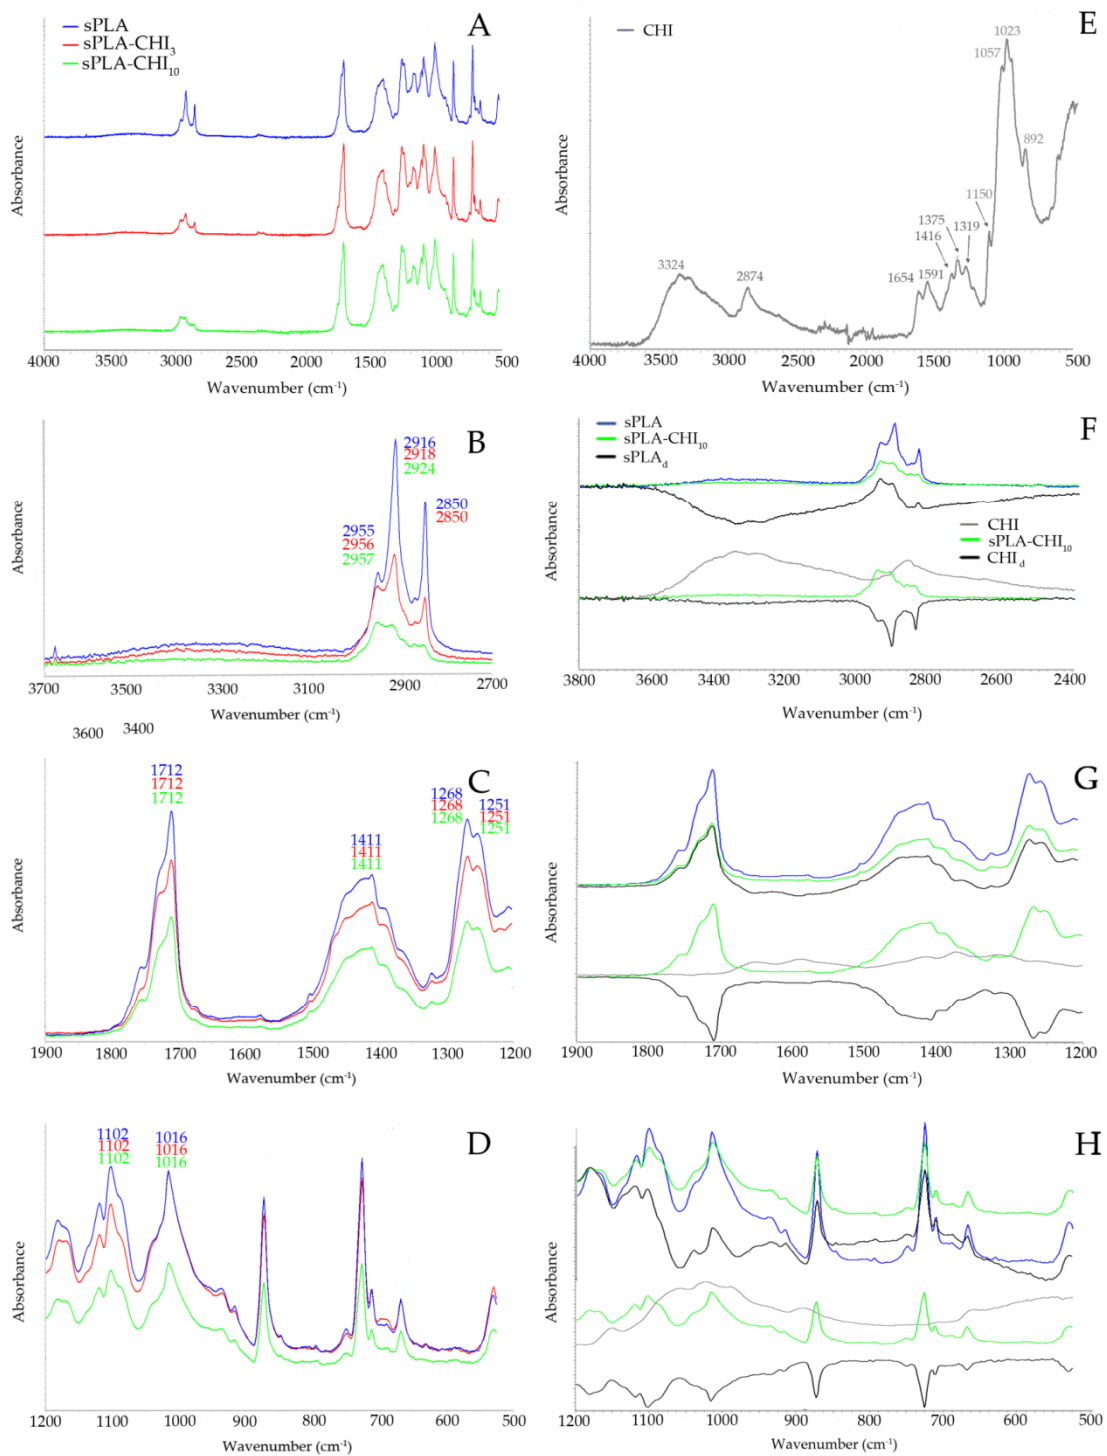 A
sPLA
sPLA-CHI₃
sPLA-CHI₁₀
Absorbance
4000 3500 3000 2500 2000 1500 1000 500
Wavenumber (cm⁻¹)
E
CHI
1023
1057
892
1150
1375
1416
1319
3324
2874
1654
1591
Absorbance
4000 3500 3000 2500 2000 1500 1000 500
Wavenumber (cm⁻¹)
B
2916
2918
2924
2850
2850
2955
2956
2957
Absorbance
3700 3500 3300 3100 2900 2700
Wavenumber (cm⁻¹)
3600 3400
F
sPLA
sPLA-CHI₁₀
sPLA_d
CHI
sPLA-CHI₁₀
CHI_d
Absorbance
3800 3600 3400 3200 3000 2800 2600 2400
Wavenumber (cm⁻¹)
C
1712
1712
1712
1411
1411
1411
1268
1268
1268
1251
1251
1251
Absorbance
1900 1800 1700 1600 1500 1400 1300 1200
Wavenumber (cm⁻¹)
G
Absorbance
1900 1800 1700 1600 1500 1400 1300 1200
Wavenumber (cm⁻¹)
D
1102
1102
1102
1016
1016
1016
Absorbance
1200 1100 1000 900 800 700 600 500
Wavenumber (cm⁻¹)
H
Absorbance
1200 1100 1000 900 800 700 600 500
Wavenumber (cm⁻¹)